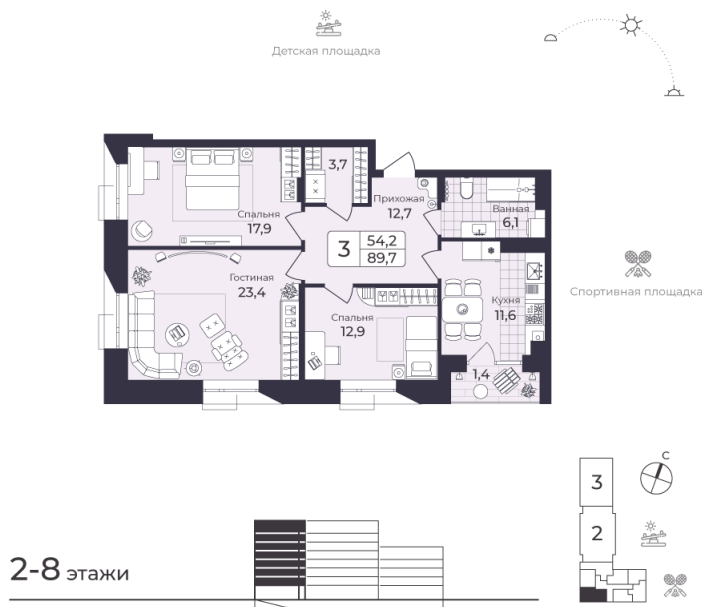 Детская площадка
3,7
Прихожая
12,7
Ванная
6,1
Спальня
17,9
3
54,2
89,7
Гостиная
23,4
Спальня
12,9
Кухня
11,6
1,4
Спортивная площадка
С
3
2
2-8 этажи